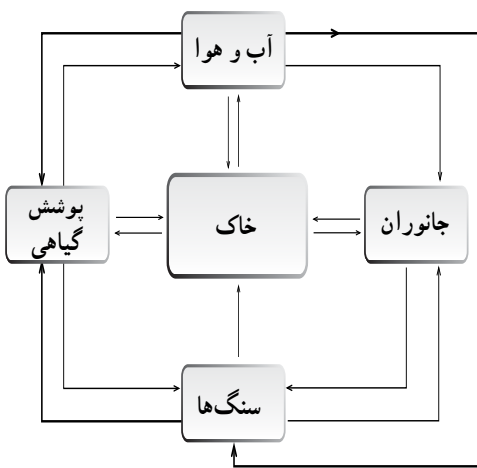 آب و هوا
پوشش
گیاهی
خاک
جانوران
سنگ‌ها